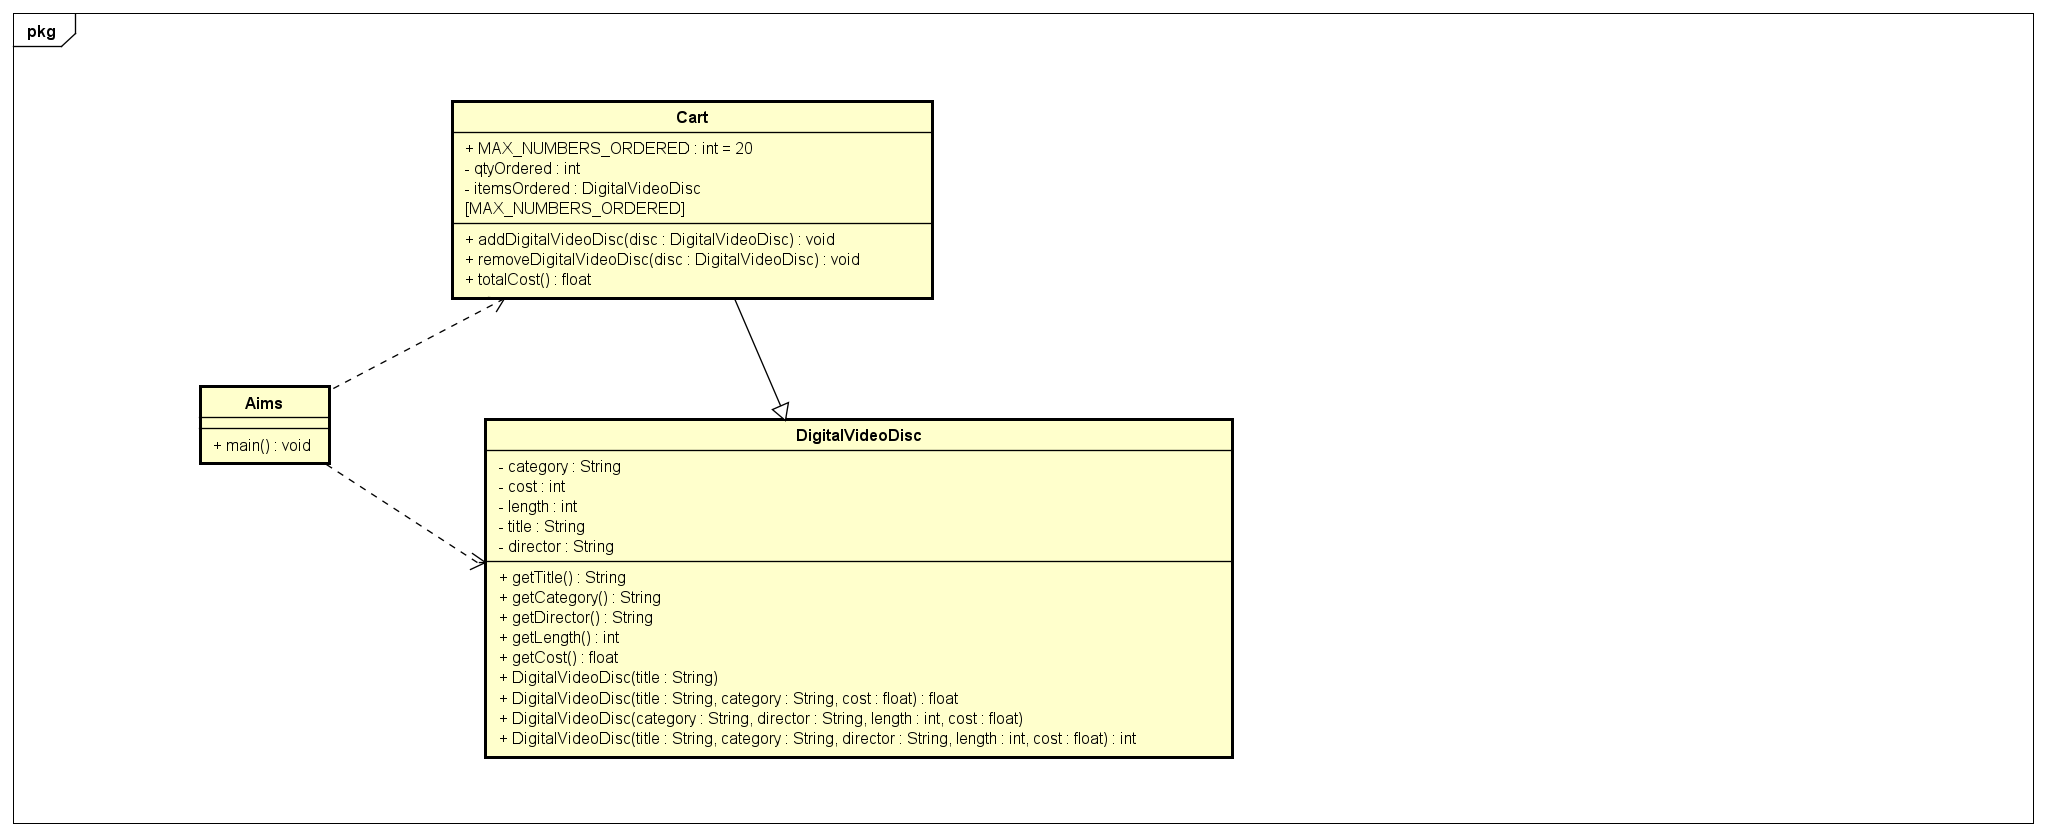 pkg
Cart
+ MAX_NUMBERS_ORDERED : int = 20
- qtyOrdered : int
- itemsOrdered : DigitalVideoDisc
[MAX_NUMBERS_ORDERED]
+ addDigitalVideoDisc(disc : DigitalVideoDisc) : void
+ removeDigitalVideoDisc(disc : DigitalVideoDisc) : void
+ totalCost() : float
Aims
+ main() : void
DigitalVideoDisc
- category : String
- cost : int
- length : int
- title : String
- director : String
+ getTitle() : String
+ getCategory() : String
+ getDirector() : String
+ getLength() : int
+ getCost() : float
+ DigitalVideoDisc(title : String)
+ DigitalVideoDisc(title : String, category : String, cost : float) : float
+ DigitalVideoDisc(category : String, director : String, length : int, cost : float)
+ DigitalVideoDisc(title : String, category : String, director : String, length : int, cost : float) : int